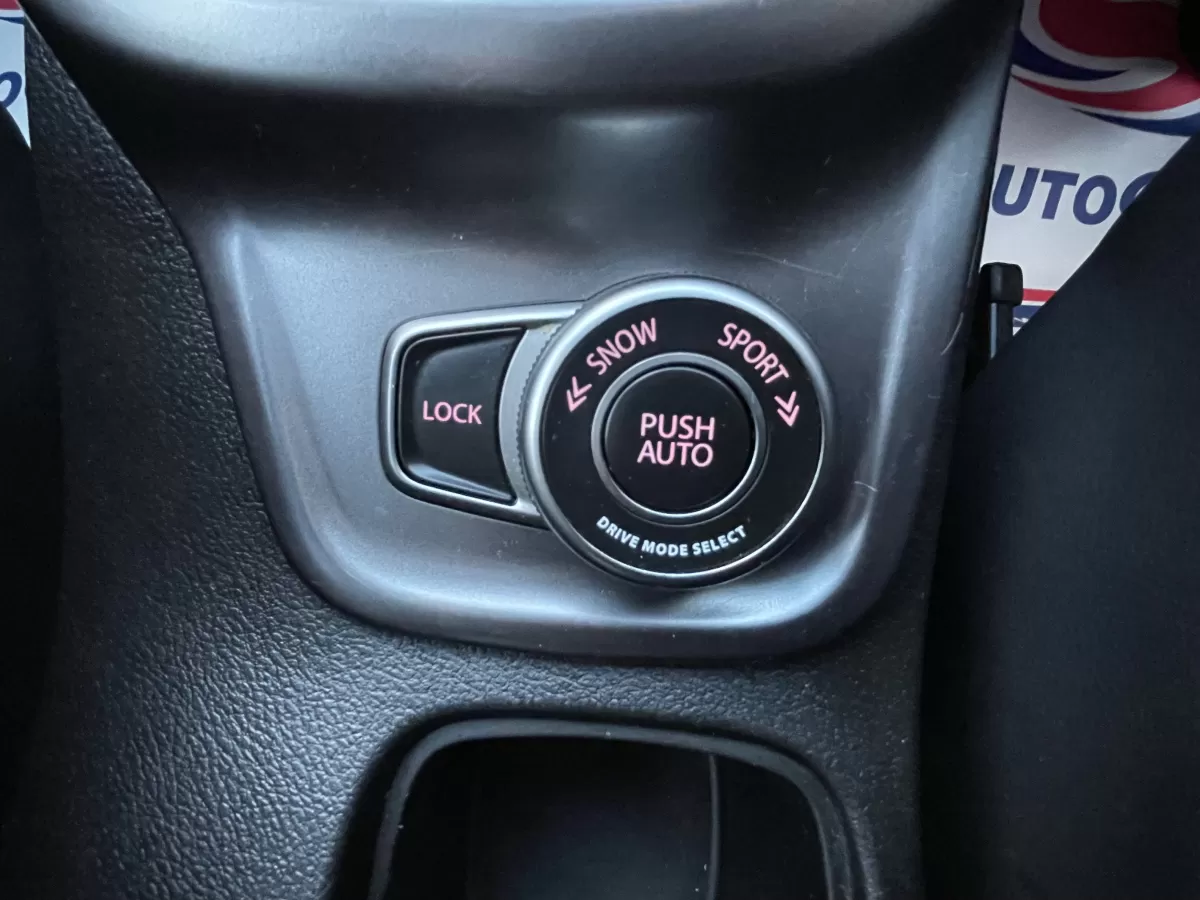 UTO
« SNOW
SPORT »
LOCK
PUSH
AUTO
DRIVE MODE SELECT